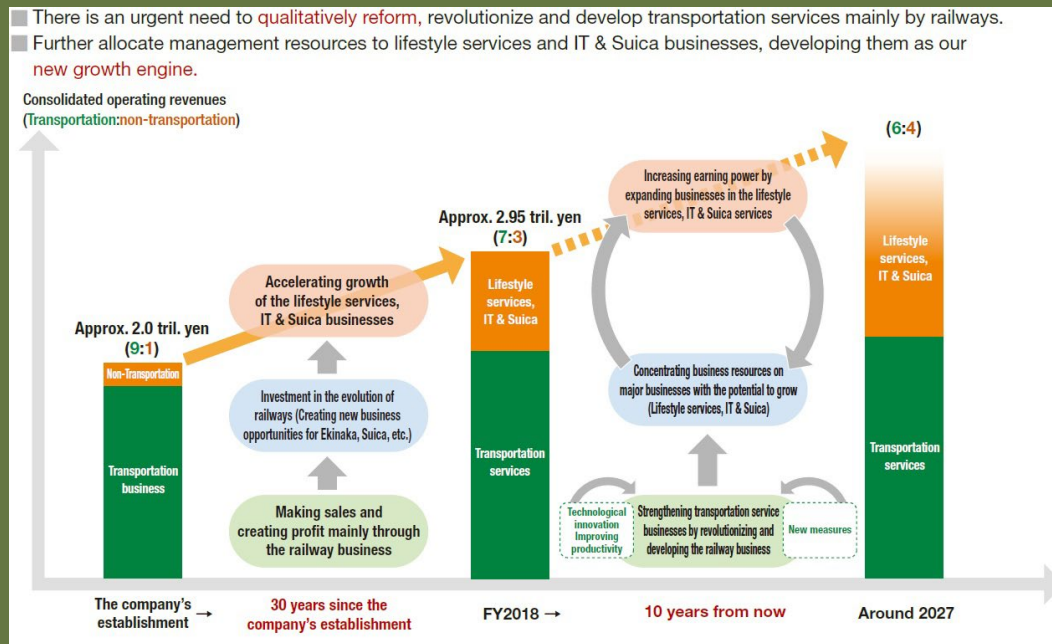 There is an urgent need to qualitatively reform, revolutionize and develop transportation services mainly by railways.
Further allocate management resources to lifestyle services and IT & Suica businesses, developing them as our
new growth engine.
Consolidated operating revenues
(Transportation:non-transportation)
Approx. 2.0 tril. yen
(9:1)
Non-Transportation
Transportation
business
Accelerating growth
of the lifestyle services,
IT & Suica businesses
Investment in the evolution of
railways (Creating new business
opportunities for Ekinaka, Suica, etc.)
Making sales and
creating profit mainly through
the railway business
Approx. 2.95 tril. yen
(7:3)
Lifestyle
services,
IT & Suica
Transportation
services
Increasing earning power by
expanding businesses in the lifestyle
services, IT & Suica services
Concentrating business resources on
major businesses with the potential to grow
(Lifestyle services, IT & Suica)
Technological
innovation
Improving
productivity
Strengthening transportation service
businesses by revolutionizing and
developing the railway business
New measures
(6:4)
Lifestyle
services,
IT & Suica
Transportation
services
The company's
establishment →
30 years since the
company's establishment
FY2018 →
10 years from now
Around 2027